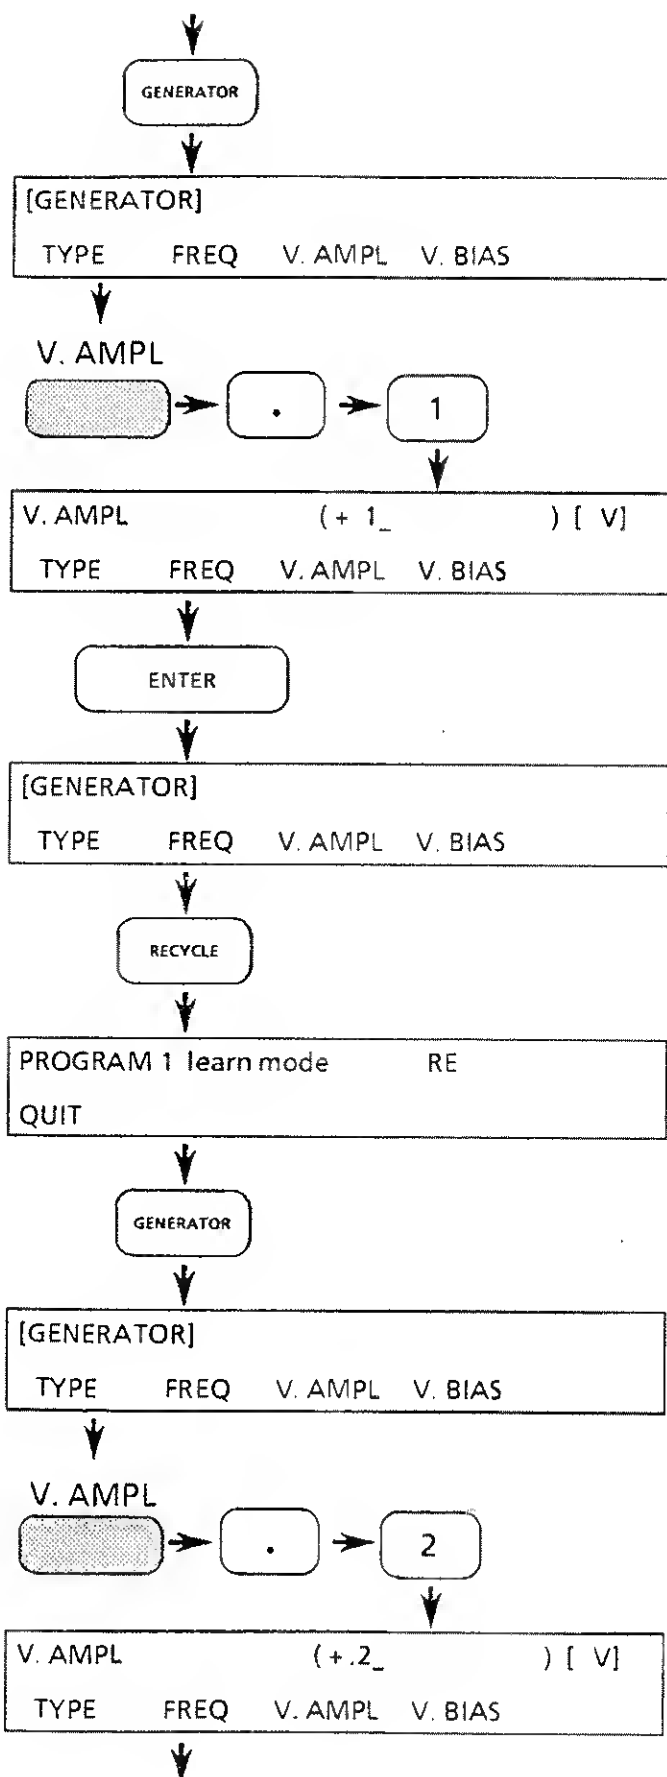 GENERATOR
[GENERATOR]
TYPE FREQ V. AMPL V. BIAS
V. AMPL
. 1
V. AMPL (+ 1_ ) [ V]
TYPE FREQ V. AMPL V. BIAS
ENTER
[GENERATOR]
TYPE FREQ V. AMPL V. BIAS
RECYCLE
PROGRAM 1 learn mode RE
QUIT
GENERATOR
[GENERATOR]
TYPE FREQ V. AMPL V. BIAS
V. AMPL
. 2
V. AMPL (+ .2_ ) [ V]
TYPE FREQ V. AMPL V. BIAS